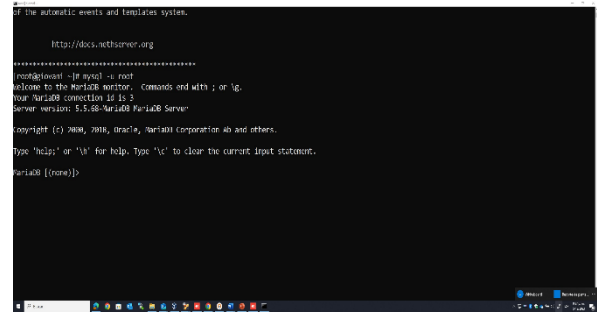 of the automatic events and templates system.
http://docs.nethserver.org
[root@giovami ~]# mysql -u root
Welcome to the MariaDB monitor. Commands end with ; or \g.
Your MariaDB connection id is 3
Server version: 5.5.68-MariaDB MariaDB Server
Copyright (c) 2000, 2018, Oracle, MariaDB Corporation Ab and others.
Type 'help;' or '\h' for help. Type '\c' to clear the current input statement.
MariaDB [(none)]>